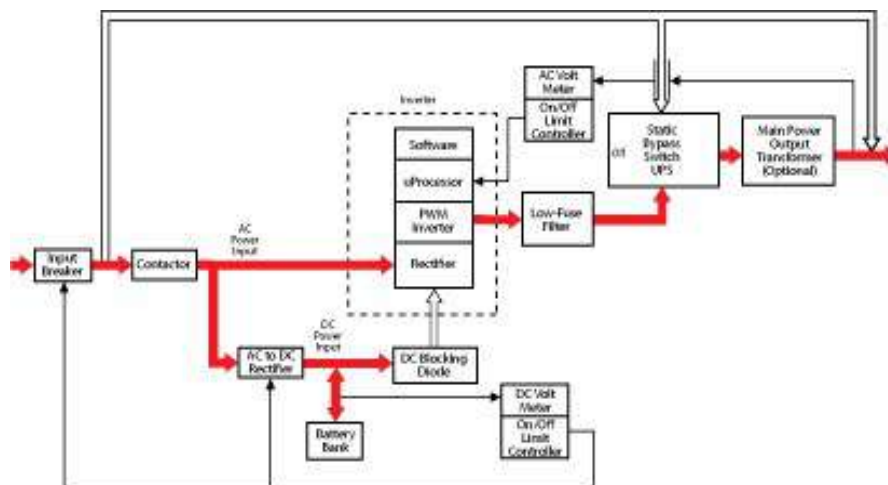 Inverter
AC Volt
Meter
On/Off
Limit
Controller
Static
Bypass
Switch
UPS
Main Power
Output
Transformer
(Optional)
Software
uProcessor
PWM
Inverter
Rectifier
Low-Fuse
Filter
AC
Power
Input
Input
Breaker
Contactor
DC
Power
Input
AC to DC
Rectifier
DC Blocking
Diode
Battery
Bank
DC Volt
Meter
On/Off
Limit
Controller